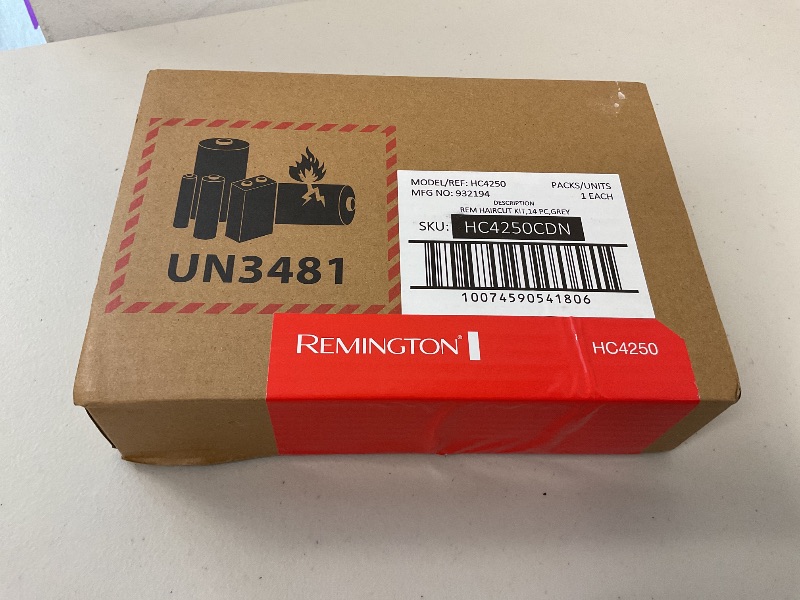 UN3481
MODEL/REF: HC4250 PACKS/UNITS
MFG NO: 932194 1 EACH
DESCRIPTION
REM HAIRCUT KIT,14 PC,GREY
SKU: HC4250CDN
10074590541806
REMINGTON® HC4250